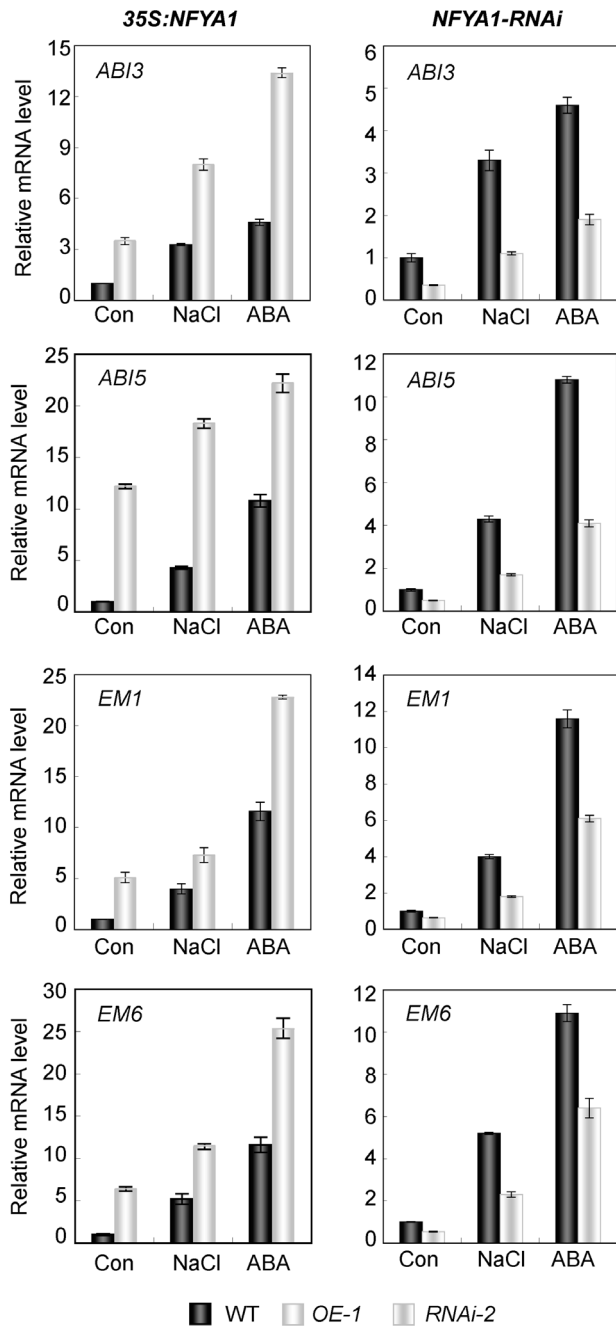 35S:NFYA1
NFYA1-RNAi
Relative mRNA level
ABI3
15
12
9
6
3
0
Con NaCl ABA
ABI3
6
5
4
3
2
1
0
Con NaCl ABA
Relative mRNA level
ABI5
25
20
15
10
5
0
Con NaCl ABA
ABI5
12
10
8
6
4
2
0
Con NaCl ABA
Relative mRNA level
EM1
25
20
15
10
5
0
Con NaCl ABA
EM1
14
12
10
8
6
4
2
0
Con NaCl ABA
Relative mRNA level
EM6
30
25
20
15
10
5
0
Con NaCl ABA
EM6
12
10
8
6
4
2
0
Con NaCl ABA
WT OE-1 RNAi-2